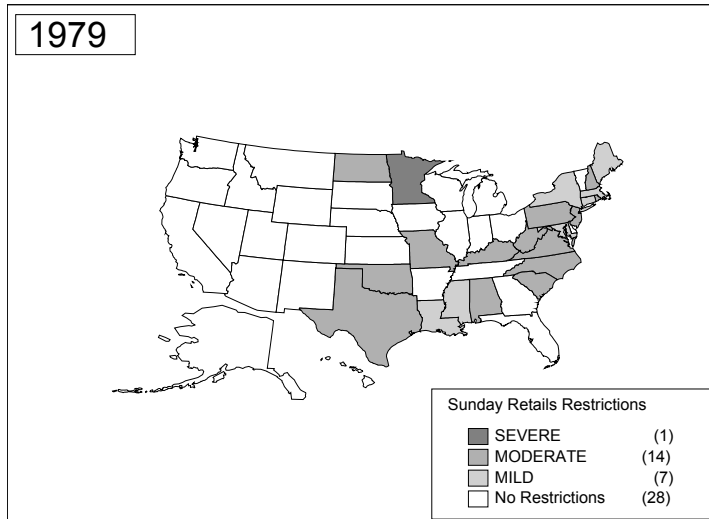 1979
Sunday Retails Restrictions
SEVERE (1)
MODERATE (14)
MILD (7)
No Restrictions (28)